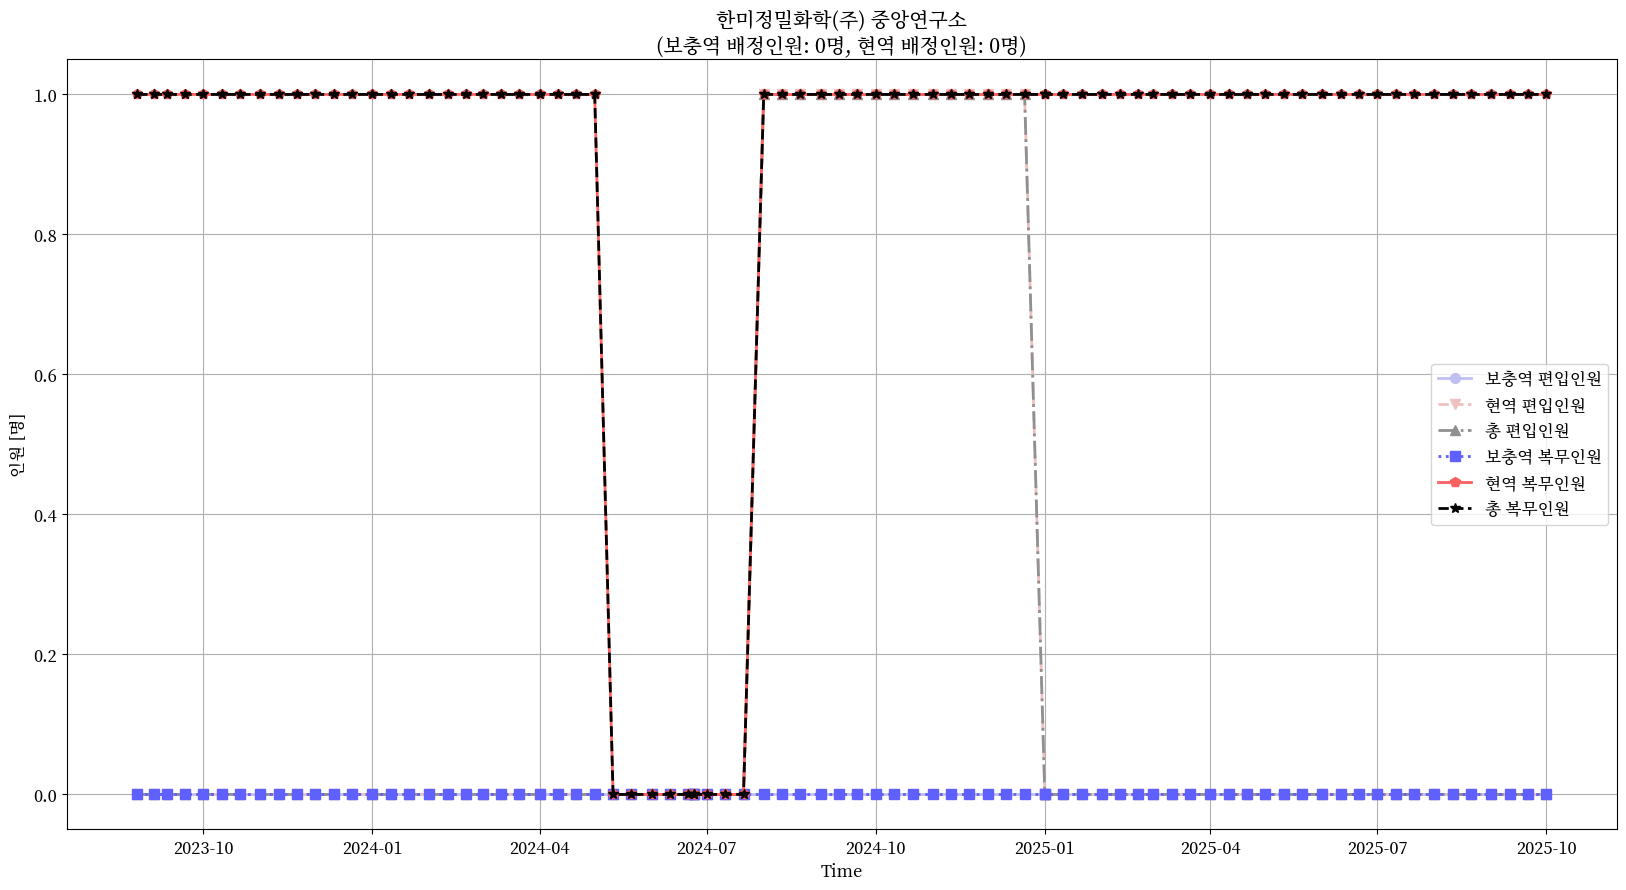 한미정밀화학(주) 중앙연구소
(보충역 배정인원: 0명, 현역 배정인원: 0명)
인원 [명]
1.0
0.8
0.6
0.4
0.2
0.0
보충역 편입인원
현역 편입인원
총 편입인원
보충역 복무인원
현역 복무인원
총 복무인원
2023-10
2024-01
2024-04
2024-07
2024-10
2025-01
2025-04
2025-07
2025-10
Time